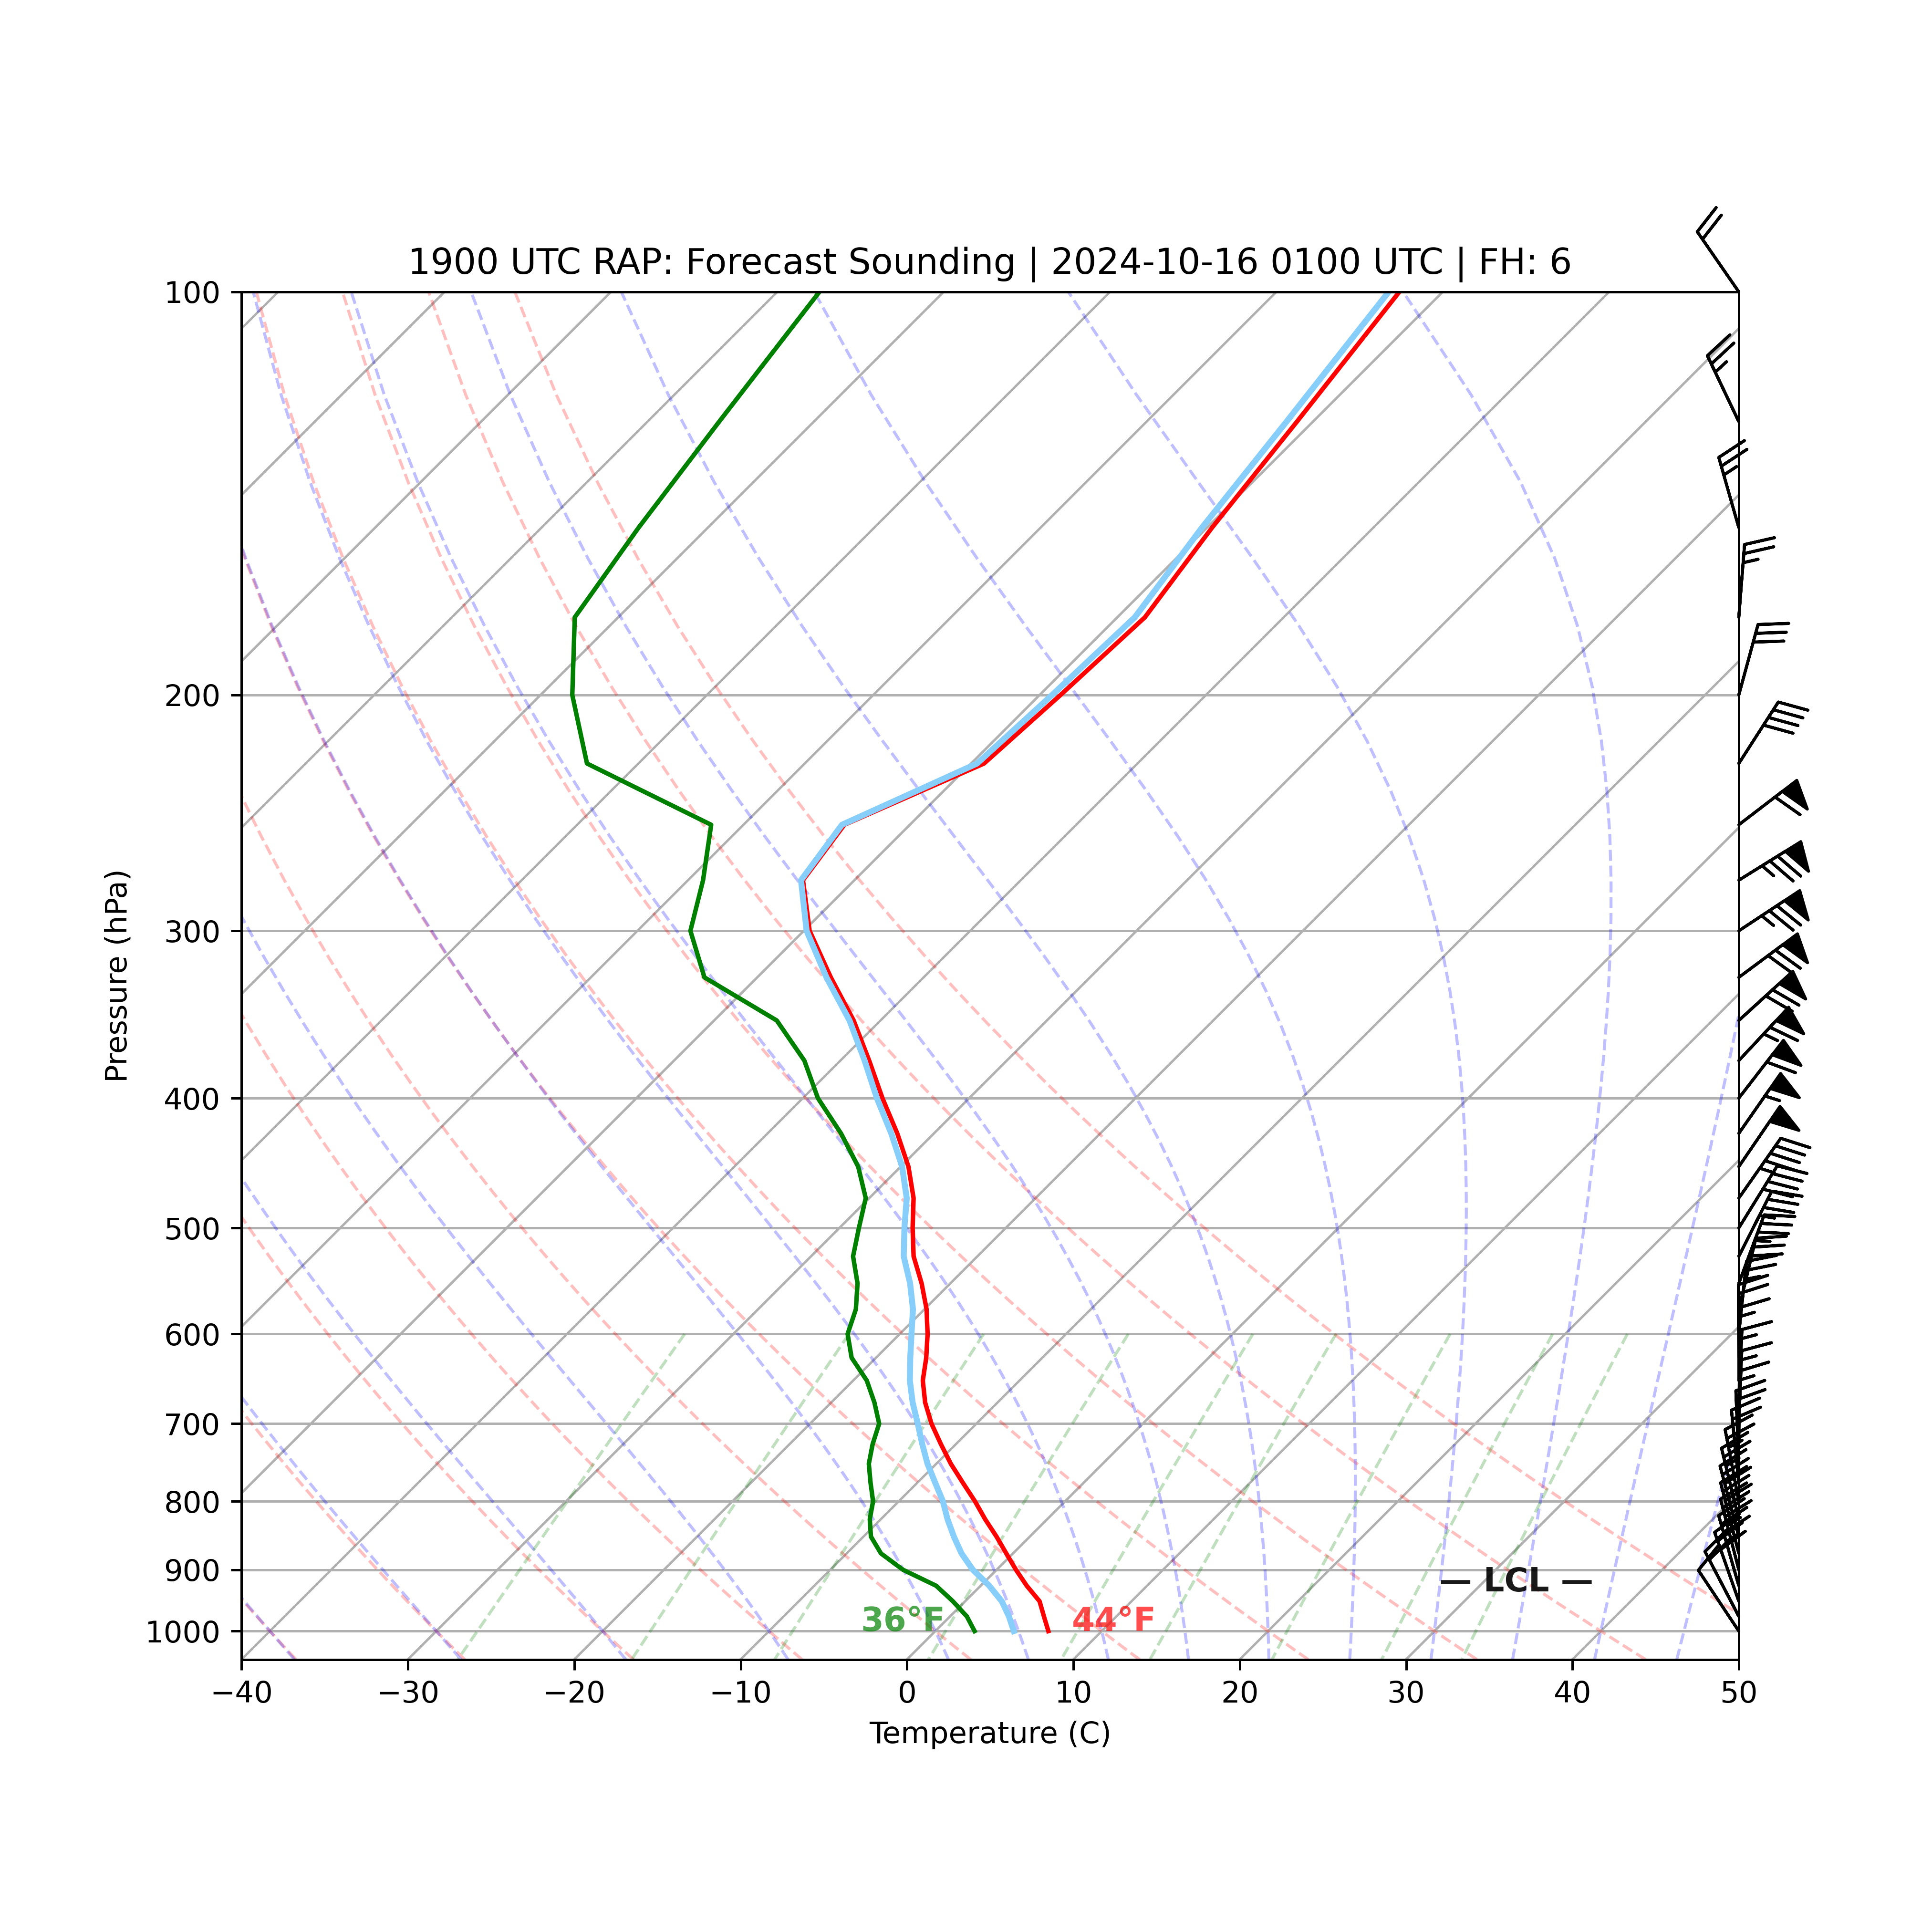 1900 UTC RAP: Forecast Sounding | 2024-10-16 0100 UTC | FH: 6
100
200
300
400
500
600
700
800
900
1000
Pressure (hPa)
— LCL —
36°F
44°F
−40 −30 −20 −10 0 10 20 30 40 50
Temperature (C)